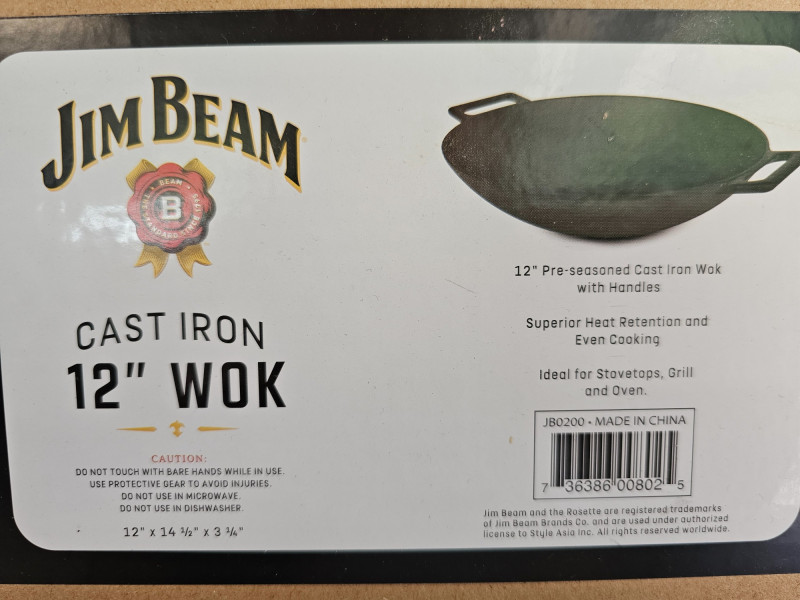 JIM BEAM
BEAM
B
CAST IRON
12" WOK
CAUTION:
DO NOT TOUCH WITH BARE HANDS WHILE IN USE.
USE PROTECTIVE GEAR TO AVOID INJURIES.
DO NOT USE IN MICROWAVE.
DO NOT USE IN DISHWASHER.
12" x 14 ½" x 3 ¼"
12" Pre-seasoned Cast Iron Wok
with Handles
Superior Heat Retention and
Even Cooking
Ideal for Stovetops, Grill
and Oven.
JB0200 • MADE IN CHINA
7 36386 00802 5
Jim Beam and the Rosette are registered trademarks
of Jim Beam Brands Co. and are used under authorized
license to Style Asia Inc. All rights reserved worldwide.